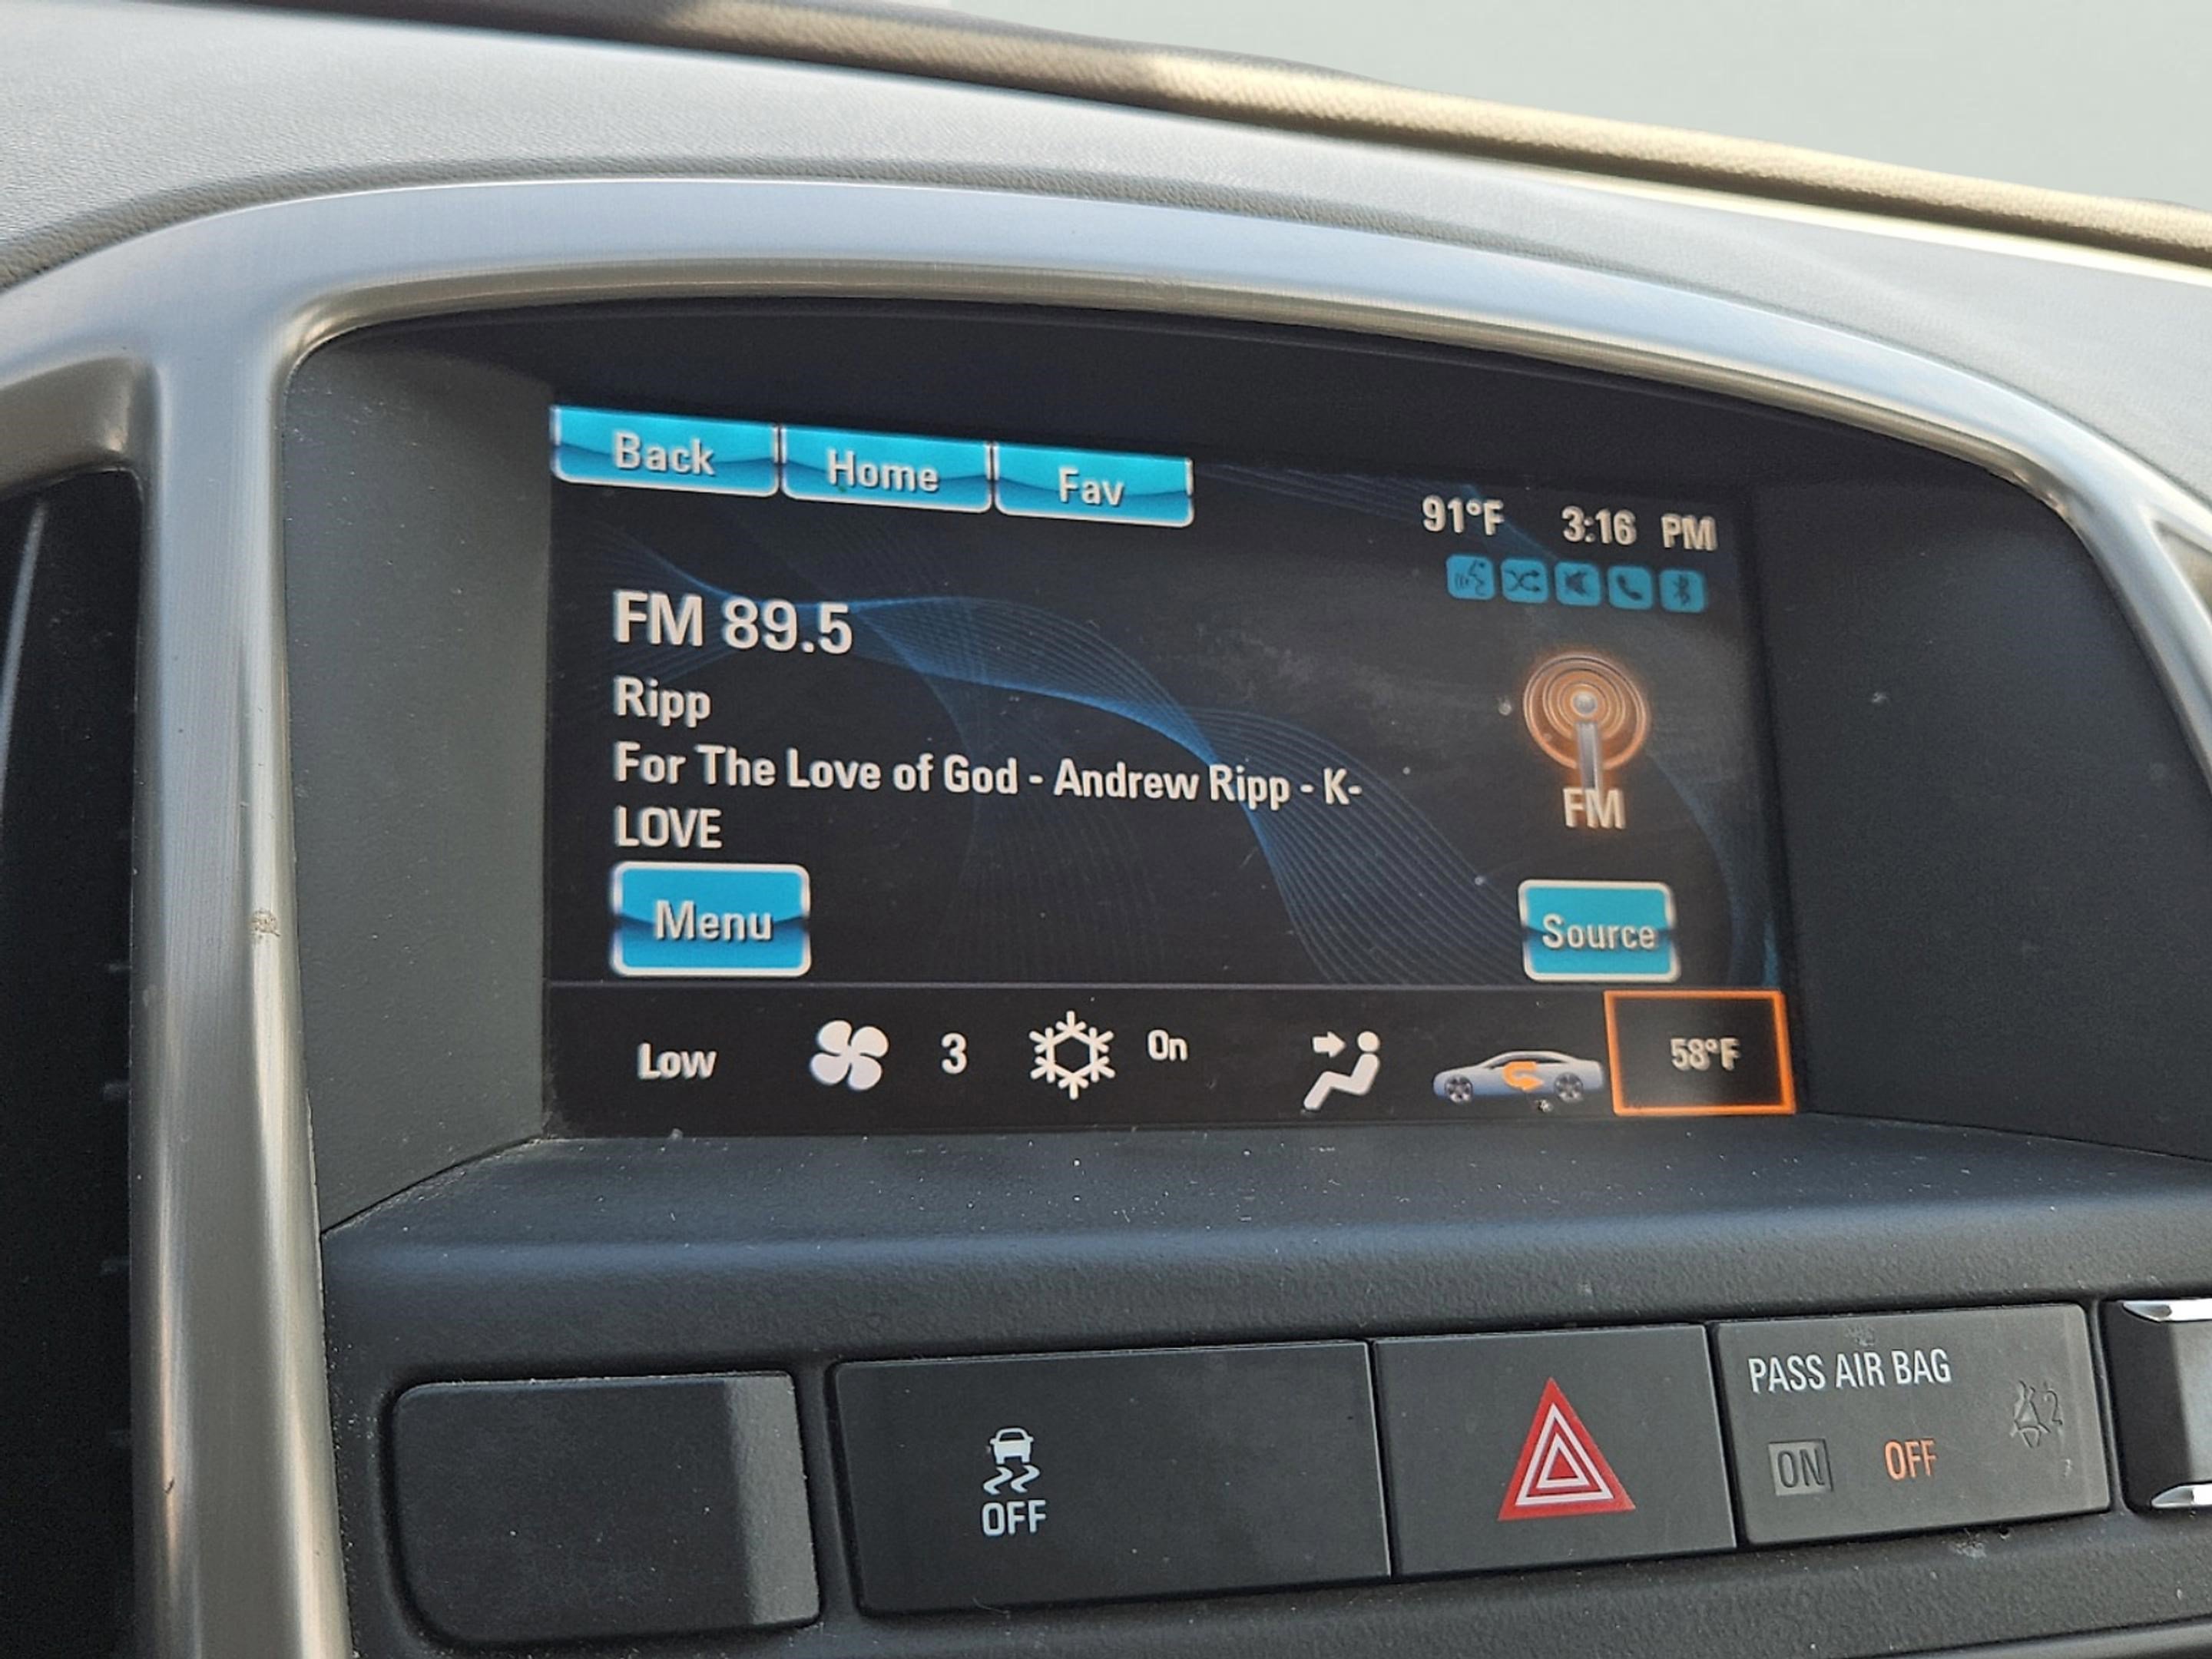 Back Home Fav
91°F 3:16 PM
FM 89.5
Ripp
For The Love of God - Andrew Ripp - K-
LOVE
FM
Menu Source
Low 3 On 58°F
PASS AIR BAG
ON OFF 2
OFF